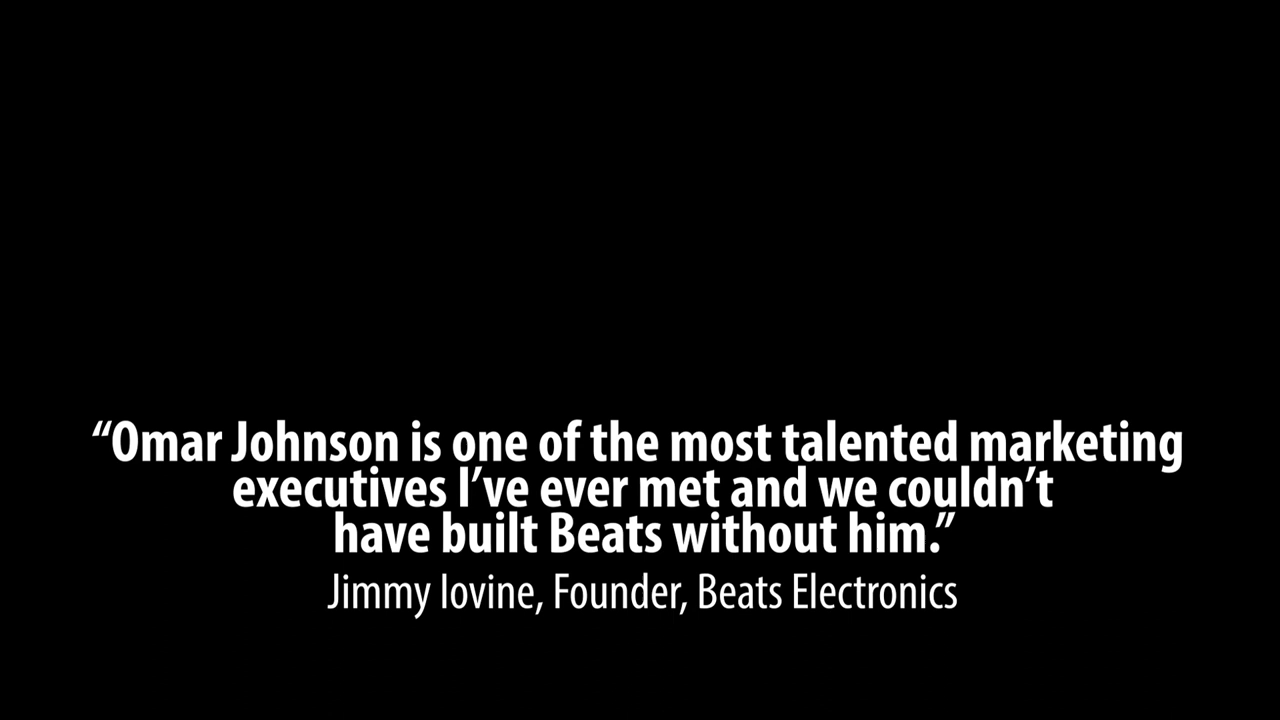 “Omar Johnson is one of the most talented marketing
executives I’ve ever met and we couldn’t
have built Beats without him.”
Jimmy Iovine, Founder, Beats Electronics